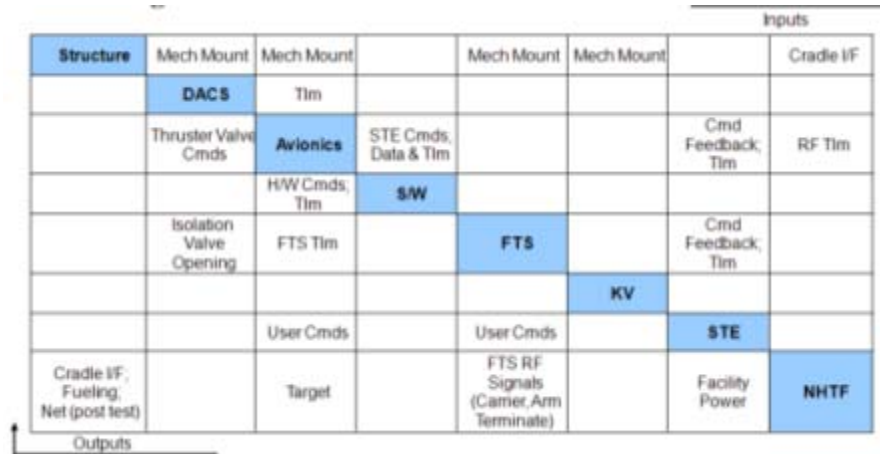 Inputs
Structure
Mech Mount
Mech Mount
Mech Mount
Mech Mount
Cradle I/F
DACS
Tlm
Thruster Valve
Cmds
Avionics
STE Cmds,
Data & Tlm
Cmd
Feedback;
Tlm
RF Tlm
H/W Cmds;
Tlm
S/W
Isolation
Valve
Opening
FTS Tlm
FTS
Cmd
Feedback;
Tlm
KV
User Cmds
User Cmds
STE
Cradle I/F;
Fueling;
Net (post test)
Target
FTS RF
Signals
(Carrier, Arm
Terminate)
Facility
Power
NHTF
Outputs